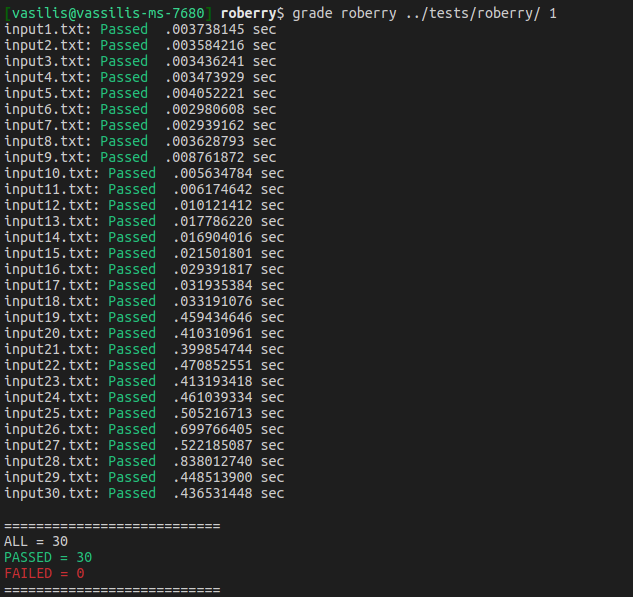 [vasilis@vassilis-ms-7680] roberry$ grade roberry ../tests/roberry/ 1
input1.txt: Passed  .003738145 sec
input2.txt: Passed  .003584216 sec
input3.txt: Passed  .003436241 sec
input4.txt: Passed  .003473929 sec
input5.txt: Passed  .004052221 sec
input6.txt: Passed  .002980608 sec
input7.txt: Passed  .002939162 sec
input8.txt: Passed  .003628793 sec
input9.txt: Passed  .008761872 sec
input10.txt: Passed  .005634784 sec
input11.txt: Passed  .006174642 sec
input12.txt: Passed  .010121412 sec
input13.txt: Passed  .017786220 sec
input14.txt: Passed  .016904016 sec
input15.txt: Passed  .021501801 sec
input16.txt: Passed  .029391817 sec
input17.txt: Passed  .031935384 sec
input18.txt: Passed  .033191076 sec
input19.txt: Passed  .459434646 sec
input20.txt: Passed  .410310961 sec
input21.txt: Passed  .399854744 sec
input22.txt: Passed  .470852551 sec
input23.txt: Passed  .413193418 sec
input24.txt: Passed  .461039334 sec
input25.txt: Passed  .505216713 sec
input26.txt: Passed  .699766405 sec
input27.txt: Passed  .522185087 sec
input28.txt: Passed  .838012740 sec
input29.txt: Passed  .448513900 sec
input30.txt: Passed  .436531448 sec
===========================
ALL = 30
PASSED = 30
FAILED = 0
===========================